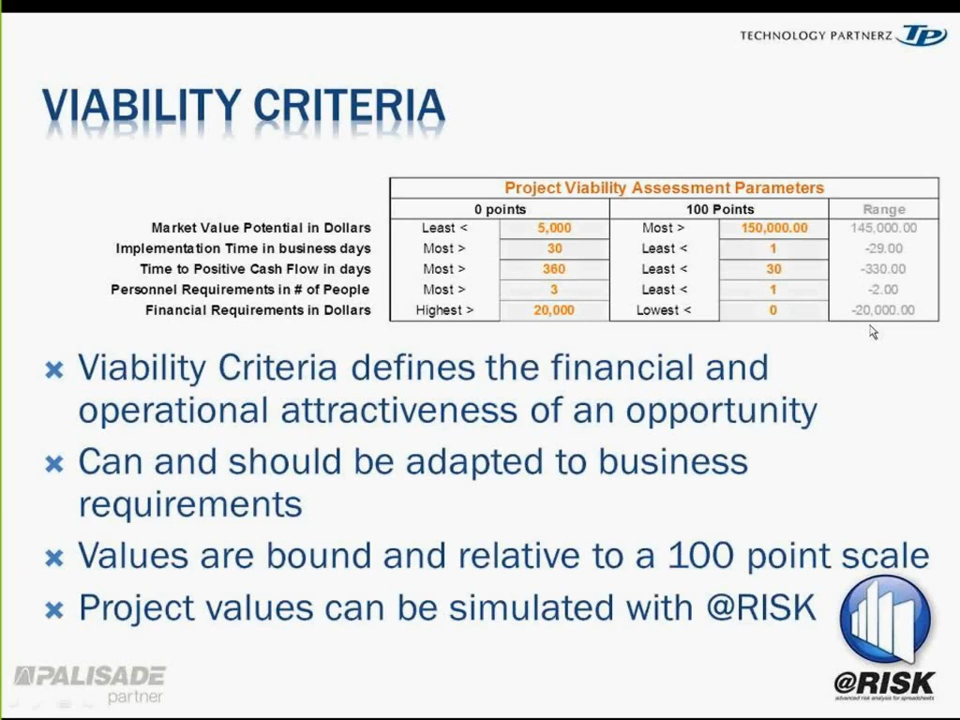 TECHNOLOGY PARTNERZ TP
VIABILITY CRITERIA
Project Viability Assessment Parameters
0 points 100 Points Range
Market Value Potential in Dollars Least < 5,000 Most > 150,000.00 145,000.00
Implementation Time in business days Most > 30 Least < 1 -29.00
Time to Positive Cash Flow in days Most > 360 Least < 30 -330.00
Personnel Requirements in # of People Most > 3 Least < 1 -2.00
Financial Requirements in Dollars Highest > 20,000 Lowest < 0 -20,000.00
Viability Criteria defines the financial and
operational attractiveness of an opportunity
Can and should be adapted to business
requirements
Values are bound and relative to a 100 point scale
Project values can be simulated with @RISK
PALISADE
partner
@RISK
advanced risk analysis for spreadsheets